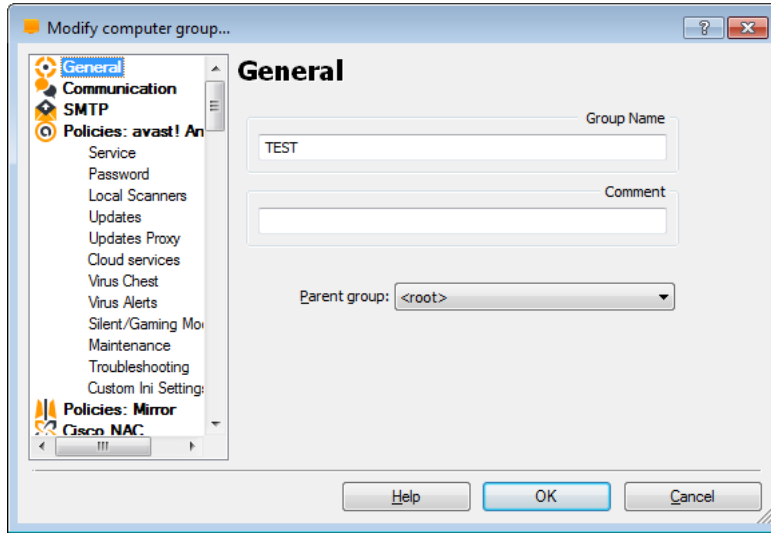 Modify computer group...
General
Communication
SMTP
Policies: avast! An
Service
Password
Local Scanners
Updates
Updates Proxy
Cloud services
Virus Chest
Virus Alerts
Silent/Gaming Mo
Maintenance
Troubleshooting
Custom Ini Settings
Policies: Mirror
Cisco NAC
General
Group Name
TEST
Comment
Parent group: <root>
Help
OK
Cancel